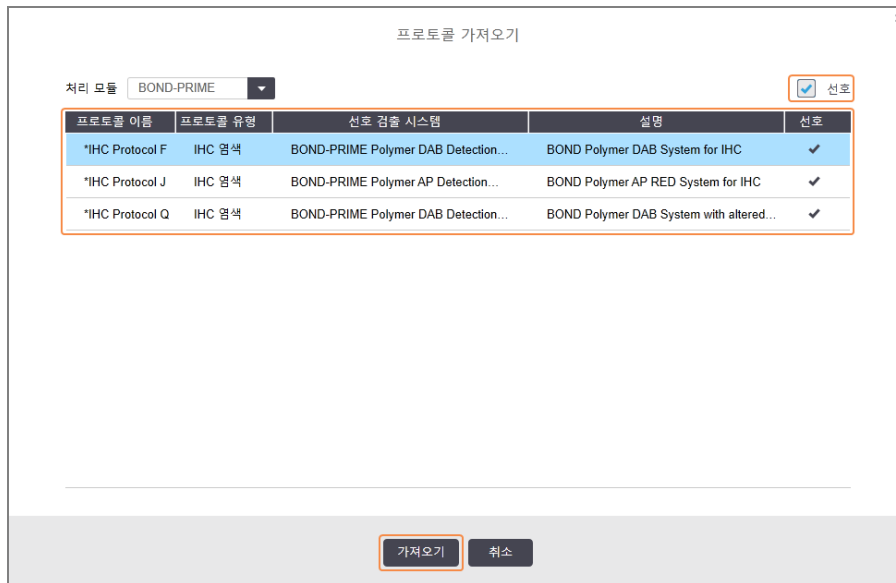 프로토콜 가져오기
처리 모듈 BOND-PRIME 선호
프로토콜 이름 프로토콜 유형 선호 검출 시스템 설명 선호
*IHC Protocol F IHC 염색 BOND-PRIME Polymer DAB Detection... BOND Polymer DAB System for IHC ✔
*IHC Protocol J IHC 염색 BOND-PRIME Polymer AP Detection... BOND Polymer AP RED System for IHC ✔
*IHC Protocol Q IHC 염색 BOND-PRIME Polymer DAB Detection... BOND Polymer DAB System with altered... ✔
가져오기 취소